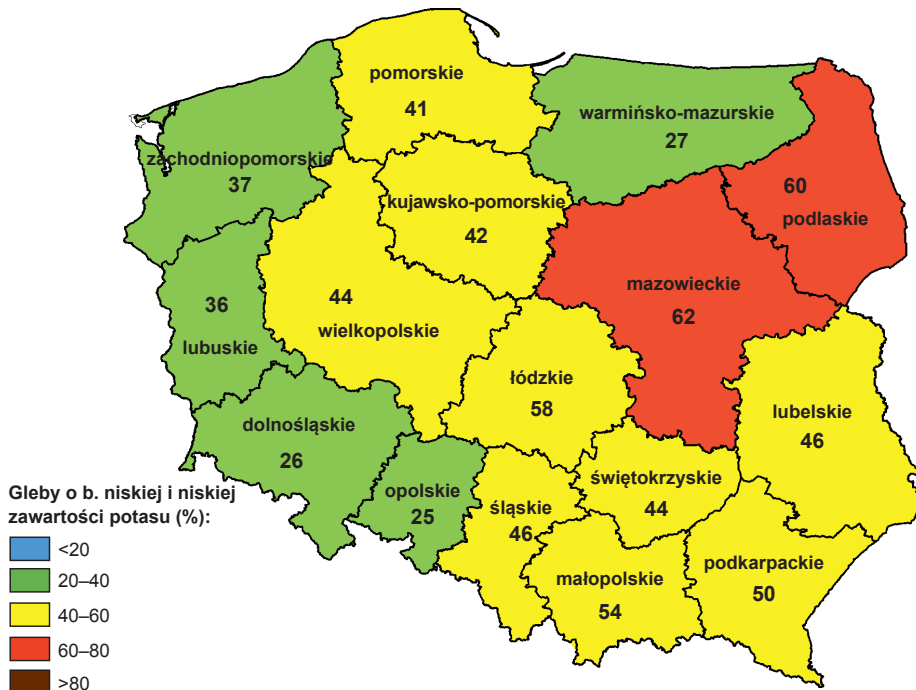 pomorskie
41
warmińsko-mazurskie
27
zachodniopomorskie
37
60
podlaskie
kujawsko-pomorskie
42
mazowieckie
62
36
lubuskie
44
wielkopolskie
łódzkie
58
lubelskie
46
dolnośląskie
26
opolskie
25
śląskie
46
świętokrzyskie
44
małopolskie
54
podkarpackie
50
Gleby o b. niskiej i niskiej
zawartości potasu (%):
<20
20–40
40–60
60–80
>80